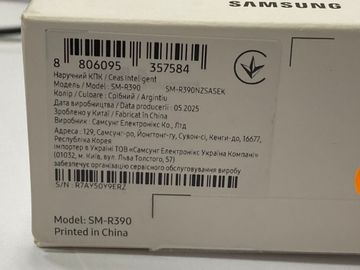 SAMSUNG
8 806095 357584
Наручний КПК / Ceas Inteligent
Модель / Model : SM-R390 SM-R390NZSASEK
Колір / Culoare : Срібний / Argintiu
Дата виробництва / Data producerii : 05.2025
Зроблено у Китаї / Fabricat în China
Виробник : Самсунг Електронікс Ко., Лтд
Адреса : 129, Самсунг-ро, Йонгтонг-гу, Сувон-сі, Кенги-до, 16677,
Республіка Корея
Імпортер в Україні ТОВ «Самсунг Електронікс Україна Компані»
(01032, м. Київ, вул. Льва Толстого, 57)
забезпечує організацію сервісного обслуговування виробу
S/N : R7AY50Y9ERZ
Model: SM-R390
Printed in China